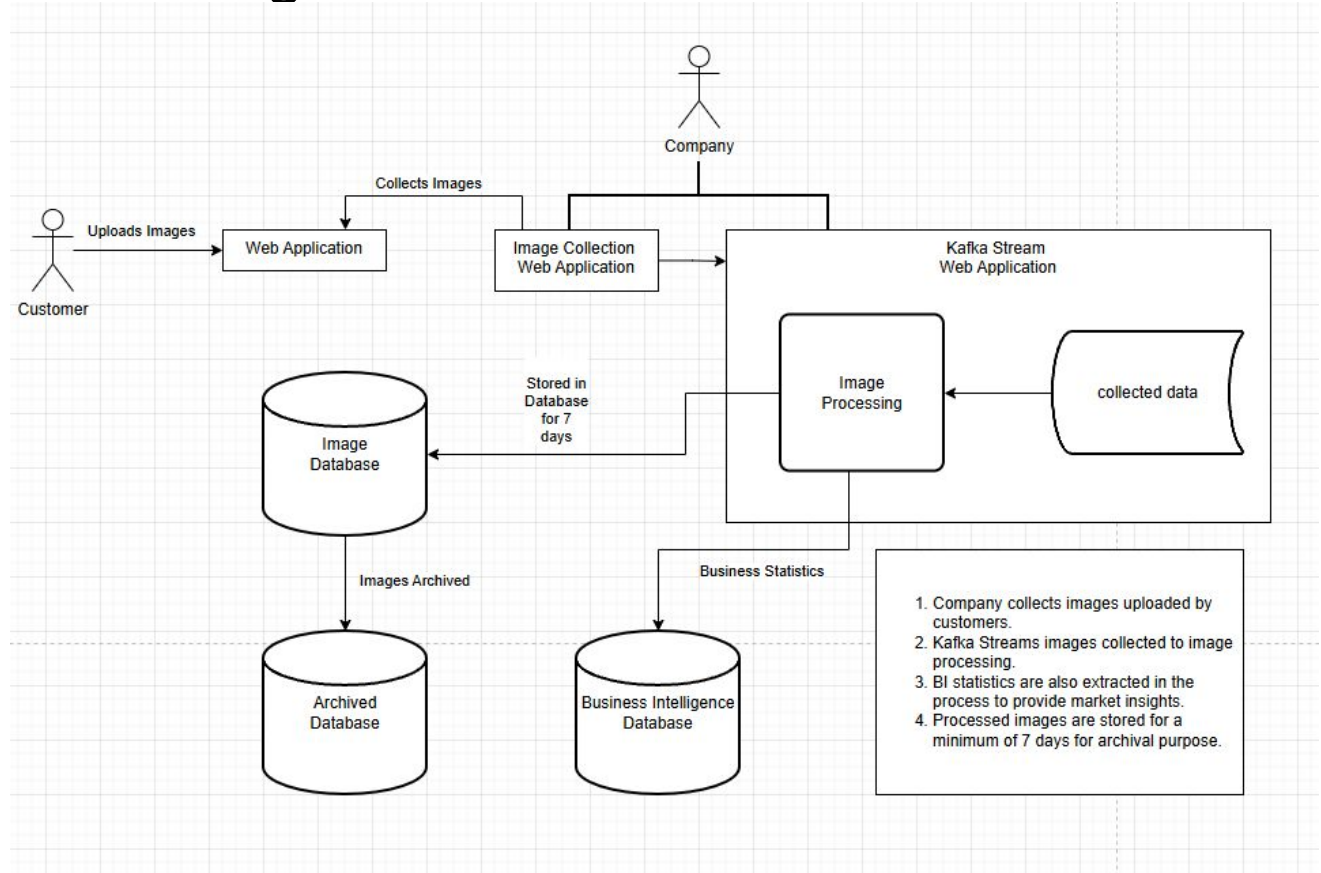 Company
Collects Images
Uploads Images
Customer
Web Application
Image Collection
Web Application
Kafka Stream
Web Application
Image
Processing
collected data
Stored in
Database
for 7
days
Image
Database
Images Archived
Business Statistics
Archived
Database
Business Intelligence
Database
1. Company collects images uploaded by
customers.
2. Kafka Streams images collected to image
processing.
3. BI statistics are also extracted in the
process to provide market insights.
4. Processed images are stored for a
minimum of 7 days for archival purpose.